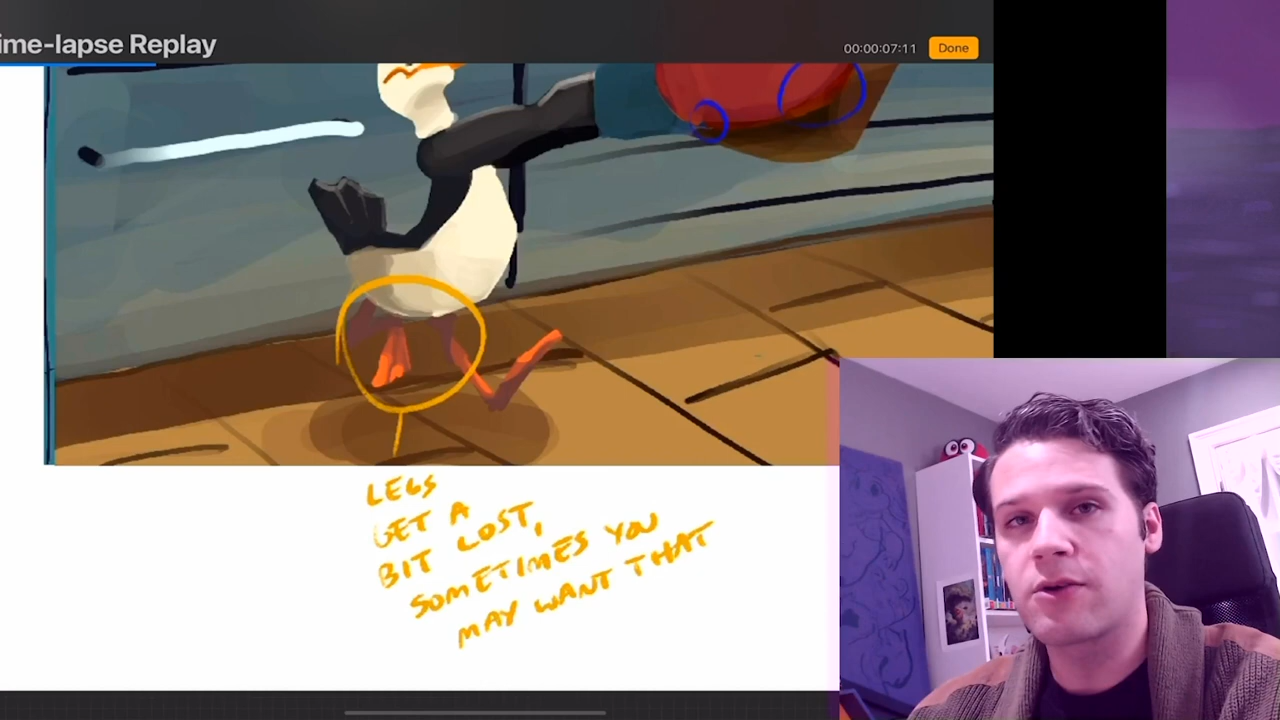 ime-lapse Replay
00:00:07:11
Done
LEGS
GET A
BIT LOST,
SOMETIMES YOU
MAY WANT THAT